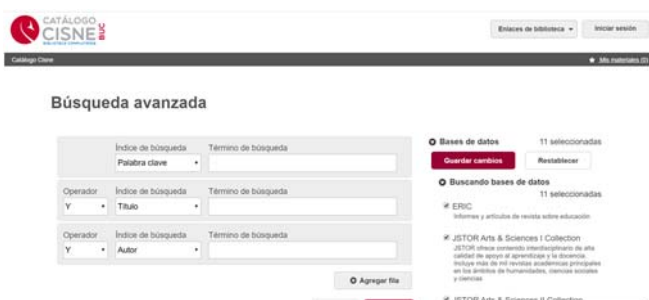 CATÁLOGO
CISNE BUC
BIBLIOTECA COMPLUTENSE
Enlaces de biblioteca
Iniciar sesión
Catálogo Cisne
Mis materiales (0)
Búsqueda avanzada
Índice de búsqueda Término de búsqueda
Palabra clave
Operador Índice de búsqueda Término de búsqueda
Y Título
Operador Índice de búsqueda Término de búsqueda
Y Autor
Agregar fila
Bases de datos 11 seleccionadas
Guardar cambios Restablecer
Buscando bases de datos
11 seleccionadas
ERIC
Informes y artículos de revista sobre educación
JSTOR Arts & Sciences I Collection
JSTOR ofrece contenido interdisciplinario de alta
calidad de apoyo al aprendizaje y la docencia.
Incluye más de mil revistas académicas principales
en los ámbitos de humanidades, ciencias sociales
y ciencias
JSTOR Arts & Sciences II Collection